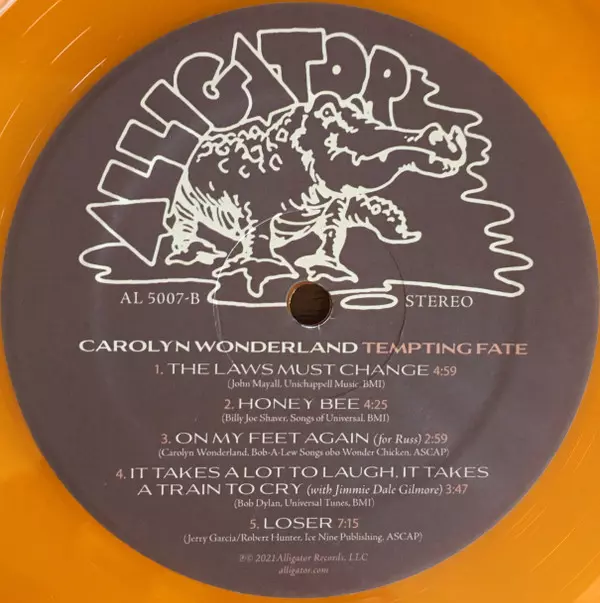 ALLIGATOR
AL 5007-B
STEREO
CAROLYN WONDERLAND TEMPTING FATE
1. THE LAWS MUST CHANGE 4:59
(John Mayall, Unichappell Music, BMI)
2. HONEY BEE 4:25
(Billy Joe Shaver, Songs of Universal, BMI)
3. ON MY FEET AGAIN (for Russ) 2:59
(Carolyn Wonderland, Bob-A-Lew Songs obo Wonder Chicken, ASCAP)
4. IT TAKES A LOT TO LAUGH, IT TAKES
A TRAIN TO CRY (with Jimmie Dale Gilmore) 3:47
(Bob Dylan, Universal Tunes, BMI)
5. LOSER 7:15
(Jerry Garcia/Robert Hunter, Ice Nine Publishing, ASCAP)
℗© 2021 Alligator Records, LLC
alligator.com